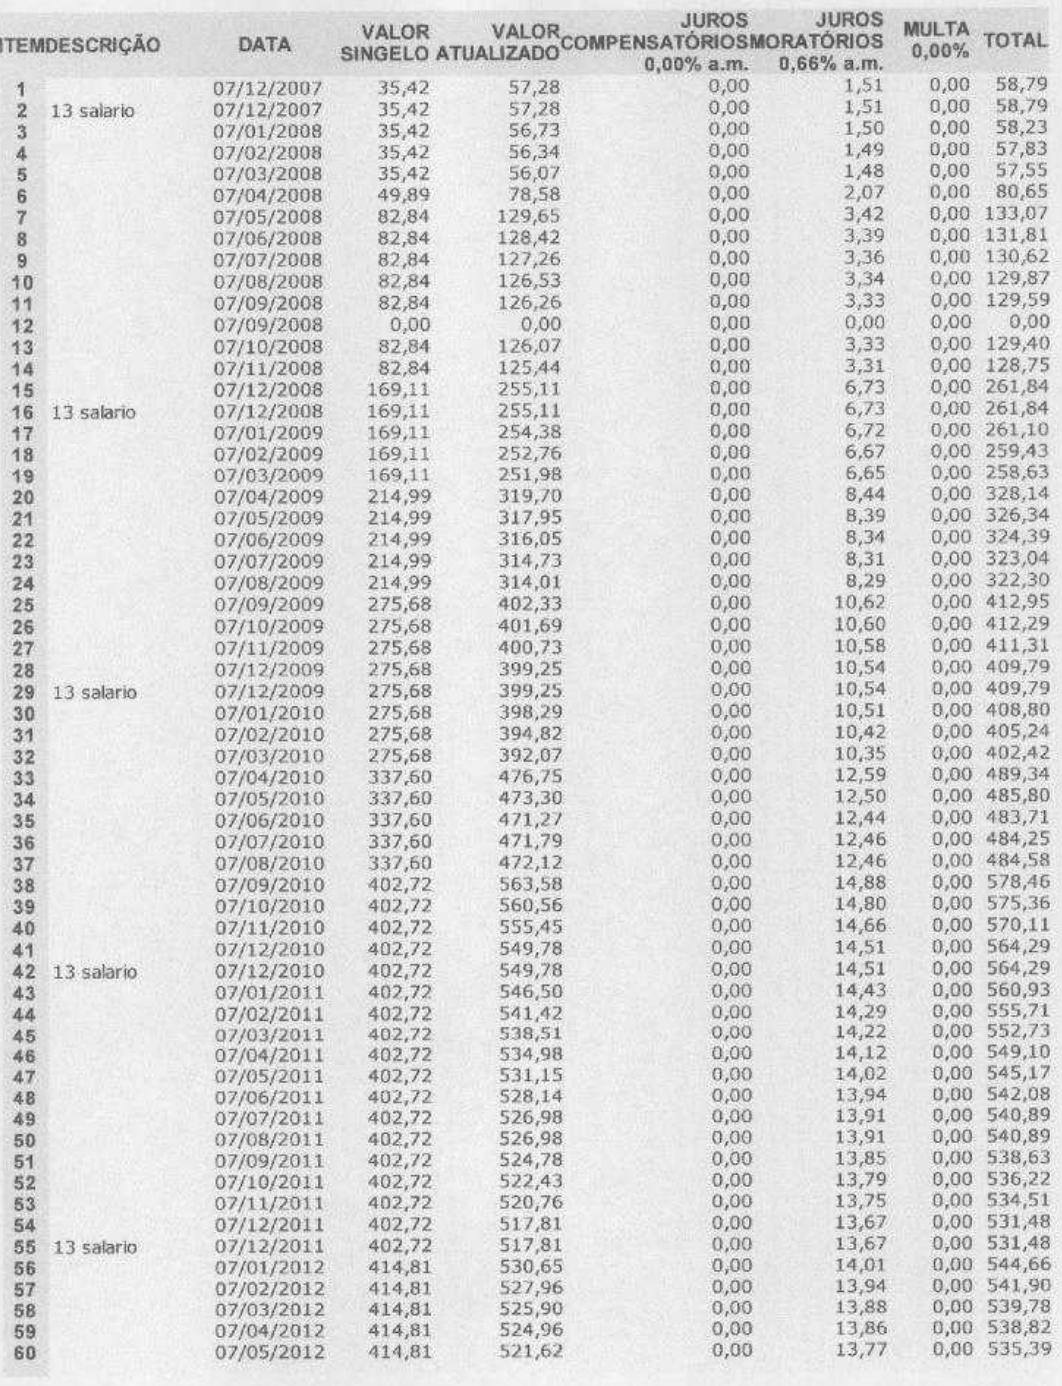 ITEM DESCRIÇÃO DATA VALOR SINGELO VALOR ATUALIZADO JUROS COMPENSATÓRIOS 0,00% a.m. JUROS MORATÓRIOS 0,66% a.m. MULTA 0,00% TOTAL
1 07/12/2007 35,42 57,28 0,00 1,51 0,00 58,79
2 13 salario 07/12/2007 35,42 57,28 0,00 1,51 0,00 58,79
3 07/01/2008 35,42 56,73 0,00 1,50 0,00 58,23
4 07/02/2008 35,42 56,34 0,00 1,49 0,00 57,83
5 07/03/2008 35,42 56,07 0,00 1,48 0,00 57,55
6 07/04/2008 49,89 78,58 0,00 2,07 0,00 80,65
7 07/05/2008 82,84 129,65 0,00 3,42 0,00 133,07
8 07/06/2008 82,84 128,42 0,00 3,39 0,00 131,81
9 07/07/2008 82,84 127,26 0,00 3,36 0,00 130,62
10 07/08/2008 82,84 126,53 0,00 3,34 0,00 129,87
11 07/09/2008 82,84 126,26 0,00 3,33 0,00 129,59
12 07/09/2008 0,00 0,00 0,00 0,00 0,00 0,00
13 07/10/2008 82,84 126,07 0,00 3,33 0,00 129,40
14 07/11/2008 82,84 125,44 0,00 3,31 0,00 128,75
15 07/12/2008 169,11 255,11 0,00 6,73 0,00 261,84
16 13 salario 07/12/2008 169,11 255,11 0,00 6,73 0,00 261,84
17 07/01/2009 169,11 254,38 0,00 6,72 0,00 261,10
18 07/02/2009 169,11 252,76 0,00 6,67 0,00 259,43
19 07/03/2009 169,11 251,98 0,00 6,65 0,00 258,63
20 07/04/2009 214,99 319,70 0,00 8,44 0,00 328,14
21 07/05/2009 214,99 317,95 0,00 8,39 0,00 326,34
22 07/06/2009 214,99 316,05 0,00 8,34 0,00 324,39
23 07/07/2009 214,99 314,73 0,00 8,31 0,00 323,04
24 07/08/2009 214,99 314,01 0,00 8,29 0,00 322,30
25 07/09/2009 275,68 402,33 0,00 10,62 0,00 412,95
26 07/10/2009 275,68 401,69 0,00 10,60 0,00 412,29
27 07/11/2009 275,68 400,73 0,00 10,58 0,00 411,31
28 07/12/2009 275,68 399,25 0,00 10,54 0,00 409,79
29 13 salario 07/12/2009 275,68 399,25 0,00 10,54 0,00 409,79
30 07/01/2010 275,68 398,29 0,00 10,51 0,00 408,80
31 07/02/2010 275,68 394,82 0,00 10,42 0,00 405,24
32 07/03/2010 275,68 392,07 0,00 10,35 0,00 402,42
33 07/04/2010 337,60 476,75 0,00 12,59 0,00 489,34
34 07/05/2010 337,60 473,30 0,00 12,50 0,00 485,80
35 07/06/2010 337,60 471,27 0,00 12,44 0,00 483,71
36 07/07/2010 337,60 471,79 0,00 12,46 0,00 484,25
37 07/08/2010 337,60 472,12 0,00 12,46 0,00 484,58
38 07/09/2010 402,72 563,58 0,00 14,88 0,00 578,46
39 07/10/2010 402,72 560,56 0,00 14,80 0,00 575,36
40 07/11/2010 402,72 555,45 0,00 14,66 0,00 570,11
41 07/12/2010 402,72 549,78 0,00 14,51 0,00 564,29
42 13 salario 07/12/2010 402,72 549,78 0,00 14,51 0,00 564,29
43 07/01/2011 402,72 546,50 0,00 14,43 0,00 560,93
44 07/02/2011 402,72 541,42 0,00 14,29 0,00 555,71
45 07/03/2011 402,72 538,51 0,00 14,22 0,00 552,73
46 07/04/2011 402,72 534,98 0,00 14,12 0,00 549,10
47 07/05/2011 402,72 531,15 0,00 14,02 0,00 545,17
48 07/06/2011 402,72 528,14 0,00 13,94 0,00 542,08
49 07/07/2011 402,72 526,98 0,00 13,91 0,00 540,89
50 07/08/2011 402,72 526,98 0,00 13,91 0,00 540,89
51 07/09/2011 402,72 524,78 0,00 13,85 0,00 538,63
52 07/10/2011 402,72 522,43 0,00 13,79 0,00 536,22
53 07/11/2011 402,72 520,76 0,00 13,75 0,00 534,51
54 07/12/2011 402,72 517,81 0,00 13,67 0,00 531,48
55 13 salario 07/12/2011 402,72 517,81 0,00 13,67 0,00 531,48
56 07/01/2012 414,81 530,65 0,00 14,01 0,00 544,66
57 07/02/2012 414,81 527,96 0,00 13,94 0,00 541,90
58 07/03/2012 414,81 525,90 0,00 13,88 0,00 539,78
59 07/04/2012 414,81 524,96 0,00 13,86 0,00 538,82
60 07/05/2012 414,81 521,62 0,00 13,77 0,00 535,39